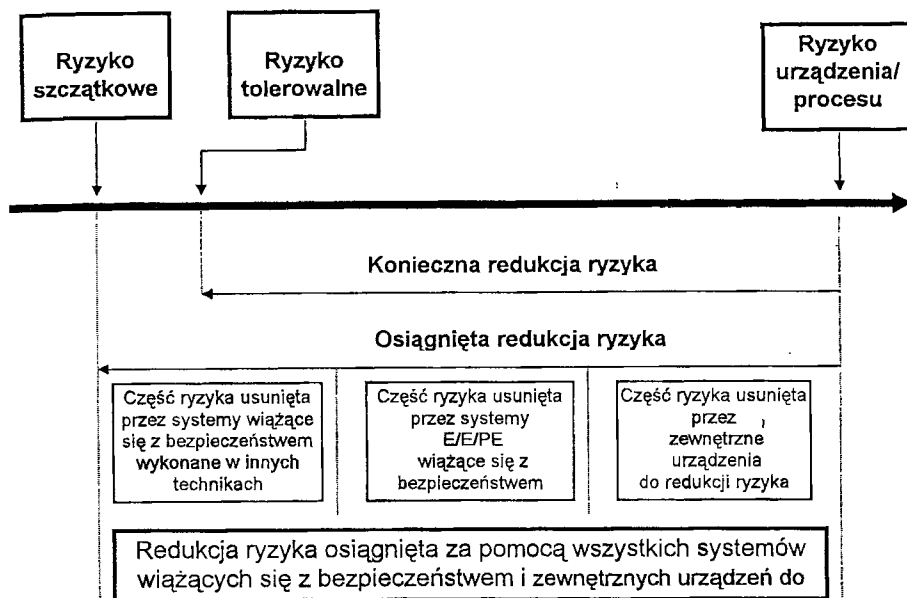 Ryzyko
szczątkowe
Ryzyko
tolerowalne
Ryzyko
urządzenia/
procesu
Konieczna redukcja ryzyka
Osiągnięta redukcja ryzyka
Część ryzyka usunięta
przez systemy wiążące
się z bezpieczeństwem
wykonane w innych
technikach
Część ryzyka usunięta
przez systemy
E/E/PE
wiążące się z
bezpieczeństwem
Część ryzyka usunięta
przez
zewnętrzne
urządzenia
do redukcji ryzyka
Redukcja ryzyka osiągnięta za pomocą wszystkich systemów
wiążących się z bezpieczeństwem i zewnętrznych urządzeń do